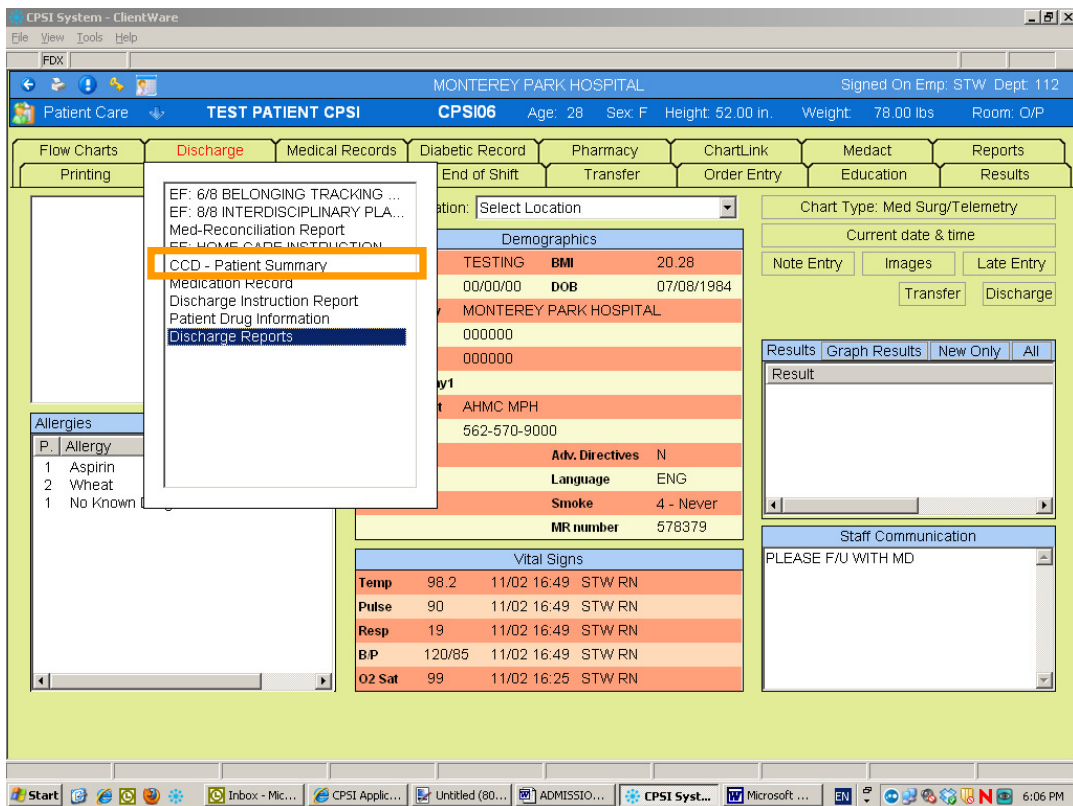 CPSI System - ClientWare
File View Tools Help
FDX
MONTEREY PARK HOSPITAL Signed On Emp: STW Dept: 112
Patient Care TEST PATIENT CPSI CPSI06 Age: 28 Sex: F Height: 52.00 in. Weight: 78.00 lbs Room: O/P
Flow Charts Discharge Medical Records Diabetic Record Pharmacy ChartLink Medact Reports
Printing End of Shift Transfer Order Entry Education Results
EF: 6/8 BELONGING TRACKING ...
EF: 8/8 INTERDISCIPLINARY PLA...
Med-Reconciliation Report
EF: HOME CARE INSTRUCTION
CCD - Patient Summary
Medication Record
Discharge Instruction Report
Patient Drug Information
Discharge Reports
ation: Select Location
Demographics
TESTING BMI 20.28
00/00/00 DOB 07/08/1984
MONTEREY PARK HOSPITAL
000000
000000
ny1
t AHMC MPH
562-570-9000
Adv. Directives N
Language ENG
Smoke 4 - Never
MR number 578379
Vital Signs
Temp 98.2 11/02 16:49 STW RN
Pulse 90 11/02 16:49 STW RN
Resp 19 11/02 16:49 STW RN
B/P 120/85 11/02 16:49 STW RN
O2 Sat 99 11/02 16:25 STW RN
Allergies
P. Allergy
1 Aspirin
2 Wheat
1 No Known
Chart Type: Med Surg/Telemetry
Current date & time
Note Entry Images Late Entry
Transfer Discharge
Results Graph Results New Only All
Result
Staff Communication
PLEASE F/U WITH MD
Start Inbox - Mic... CPSI Applic... Untitled (80... ADMISSIO... CPSI Syst... Microsoft ... EN 6:06 PM